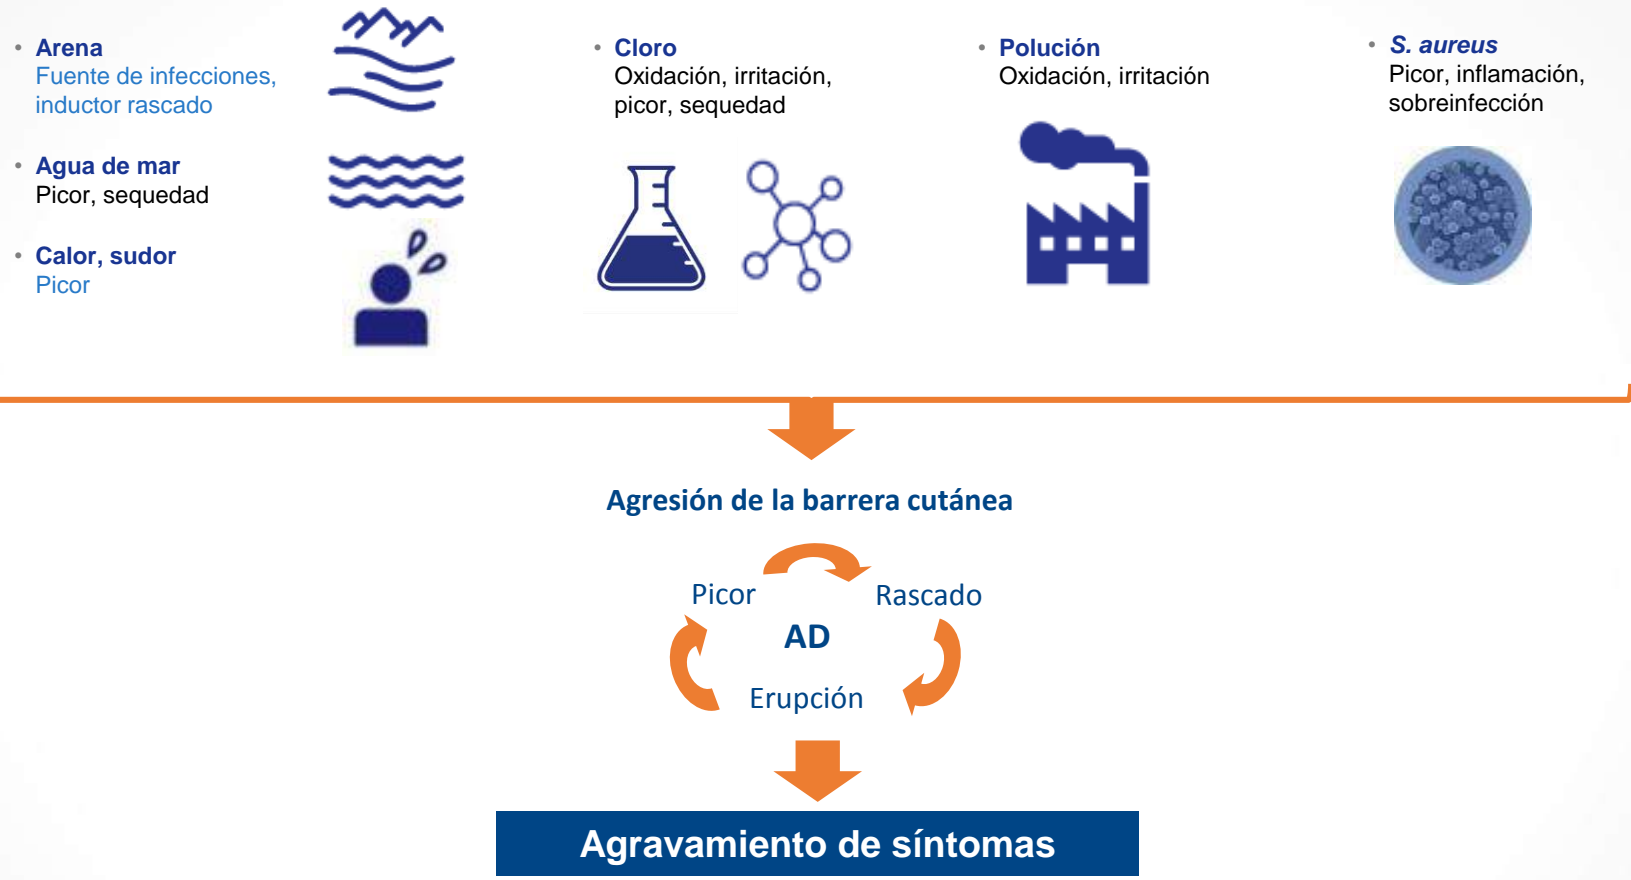 • Arena
Fuente de infecciones,
inductor rascado
• Agua de mar
Picor, sequedad
• Calor, sudor
Picor
• Cloro
Oxidación, irritación,
picor, sequedad
• Polución
Oxidación, irritación
• S. aureus
Picor, inflamación,
sobreinfección
Agresión de la barrera cutánea
Picor
Rascado
AD
Erupción
Agravamiento de síntomas